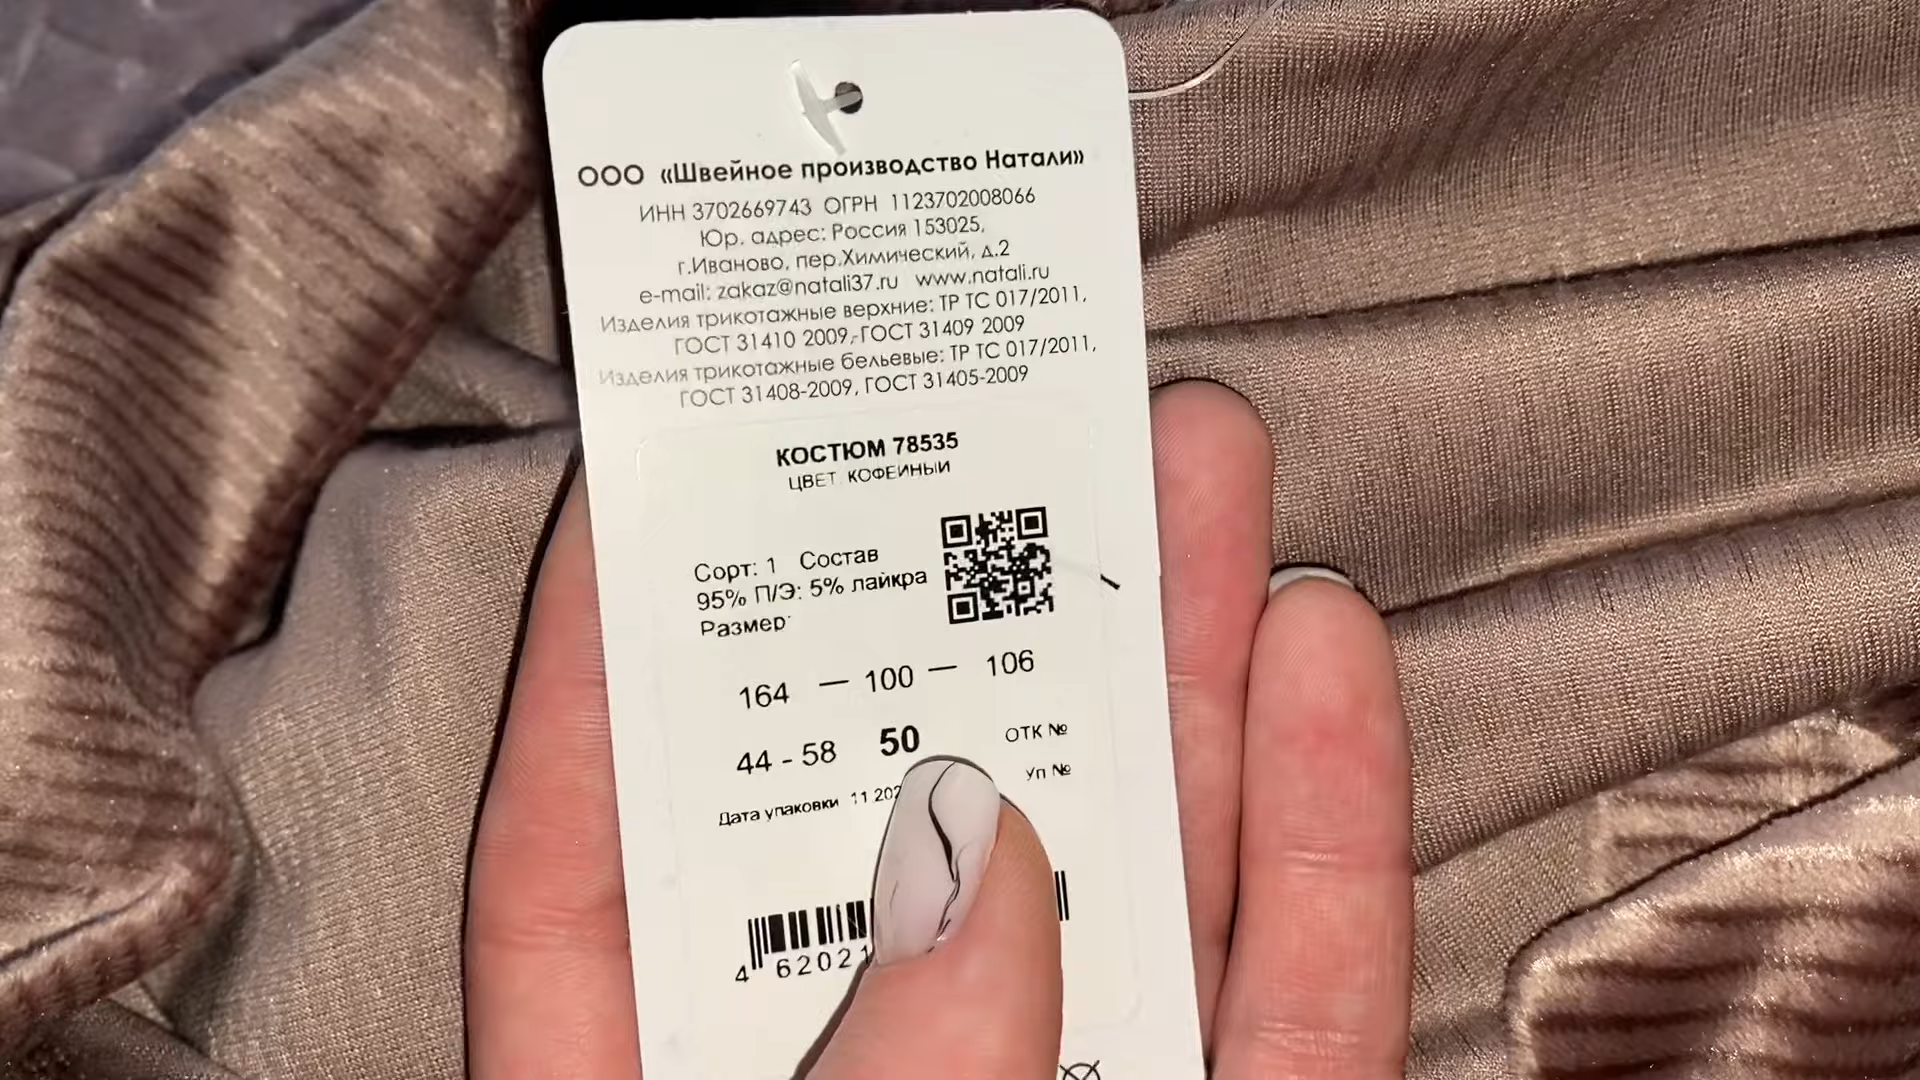 ООО «Швейное производство Натали»
ИНН 3702669743 ОГРН 1123702008066
Юр. адрес: Россия 153025,
г.Иваново, пер.Химический, д.2
e-mail: zakaz@natali37.ru www.natali.ru
Изделия трикотажные верхние: ТР ТС 017/2011,
ГОСТ 31410 2009,-ГОСТ 31409 2009
Изделия трикотажные бельевые: ТР ТС 017/2011,
ГОСТ 31408-2009, ГОСТ 31405-2009
КОСТЮМ 78535
ЦВЕТ КОФЕЙНЫЙ
Сорт: 1 Состав
95% П/Э: 5% лайкра
Размер
164 — 100 — 106
44 - 58 50 ОТК №
Уп №
Дата упаковки 11 202
4 62021